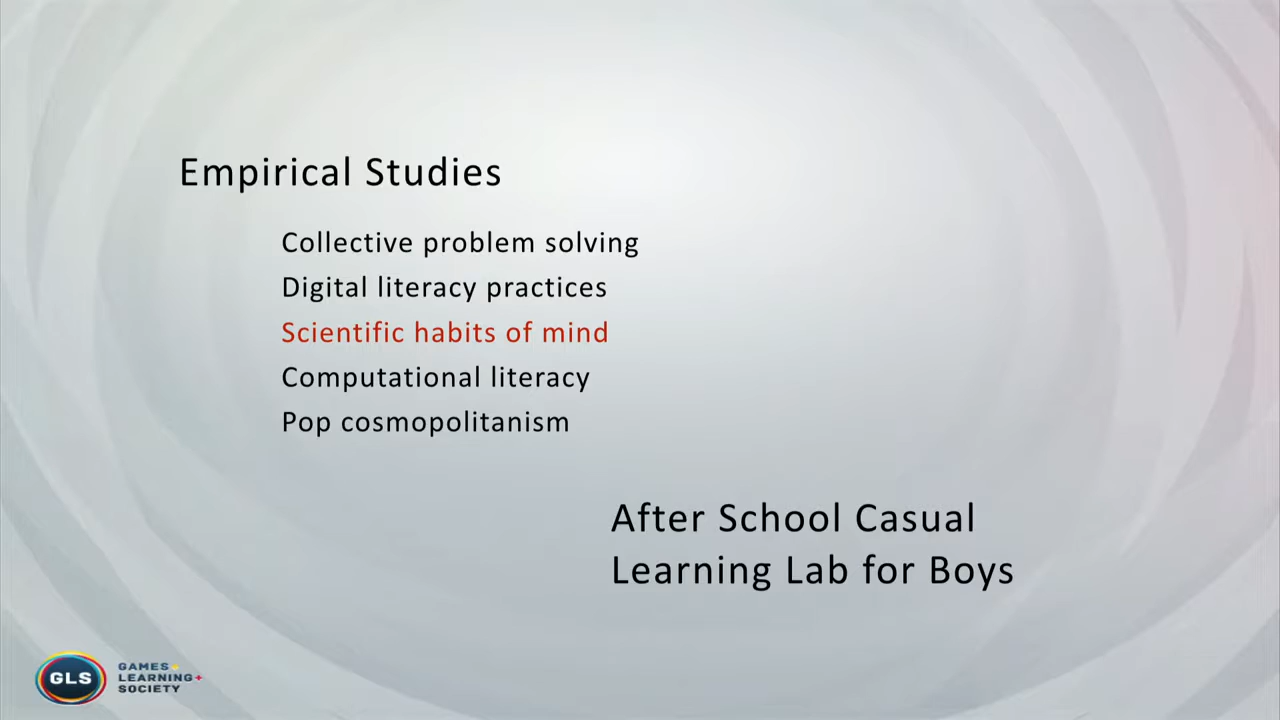 Empirical Studies
Collective problem solving
Digital literacy practices
Scientific habits of mind
Computational literacy
Pop cosmopolitanism
After School Casual
Learning Lab for Boys
GLS
GAMES+
LEARNING+
SOCIETY